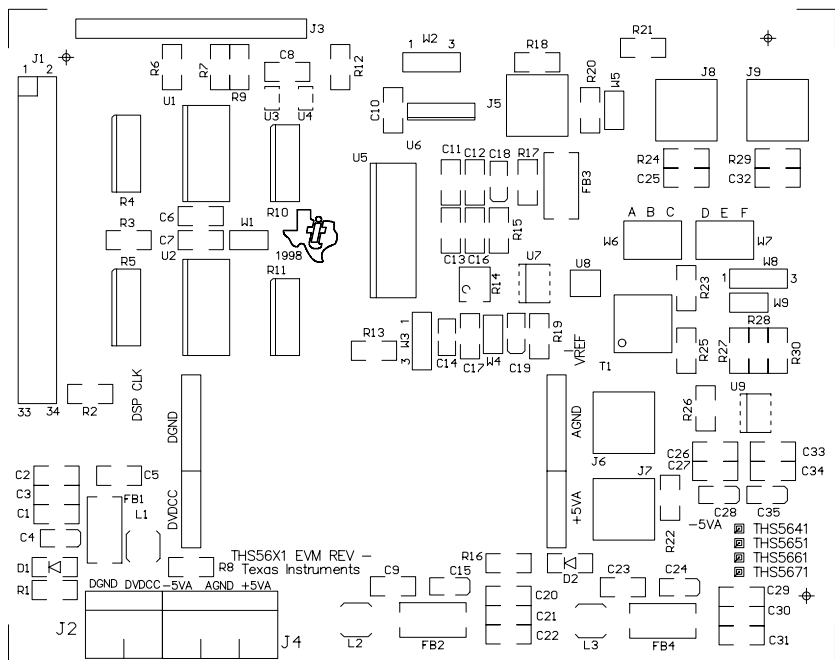 J3
J1
1 2
R6
R7
R9
C8
R12
W2
1 3
R18
R21
J5
R20
W5
J8
J9
U1
U3
U4
C10
U6
U5
C11
C12
C18
R17
FB3
R24
C25
R29
C32
R4
R10
C6
R3
C7
W1
1998
U2
R5
R11
C13
C16
R15
A B C
D E F
W6
W7
R14
U7
U8
R23
W8
1 3
W9
R28
R13
W3
1
3
C14
C17
W4
C19
R19
VREF
T1
R25
R27
R30
33 34
R2
DSP CLK
DGND
AGND
R26
U9
J6
J7
C26
C27
C33
C34
C2
C3
C1
C5
FB1
L1
DVDCC
+5VA
C28
C35
-5VA
R22
C4
D1
R1
R8
THS56X1 EVM REV -
Texas Instruments
R16
D2
THS5641
THS5651
THS5661
THS5671
DGND DVDCC -5VA AGND +5VA
J2
J4
C9
C15
C20
C21
C22
L2
FB2
C23
C24
L3
FB4
C29
C30
C31